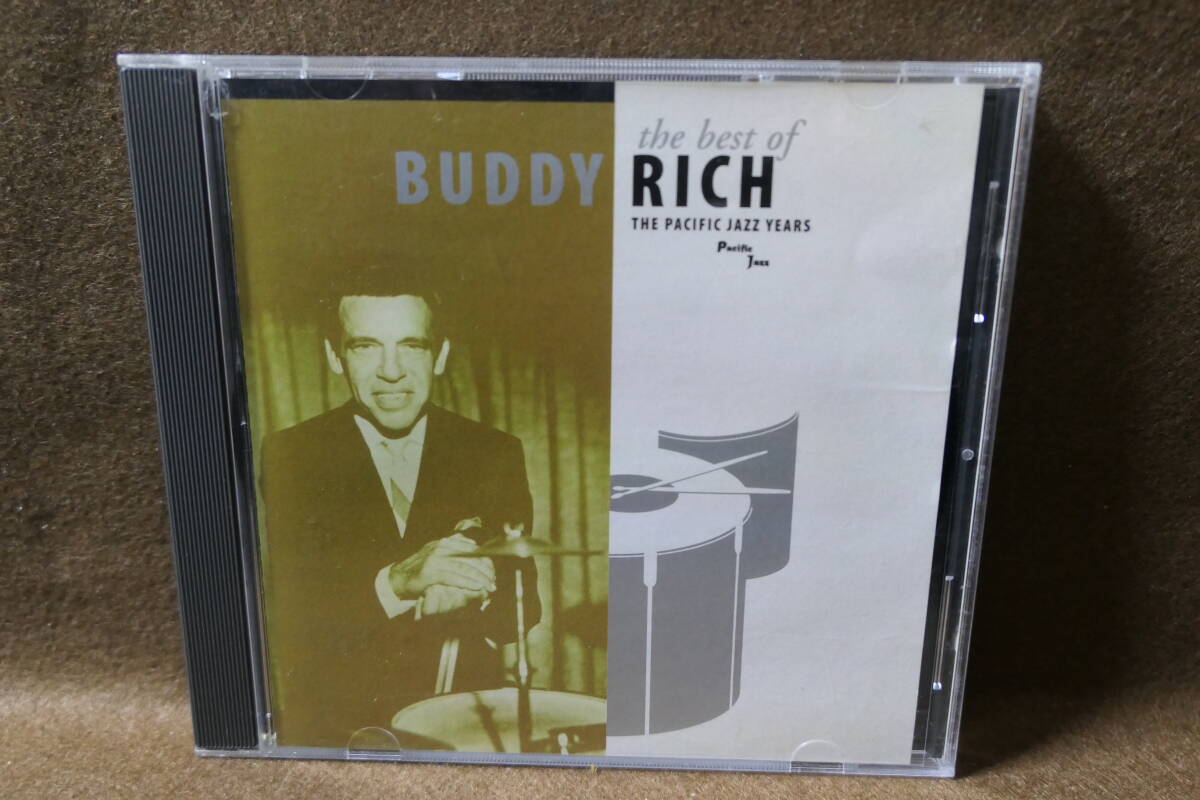 the best of
BUDDY RICH
THE PACIFIC JAZZ YEARS
Pacific
Jazz